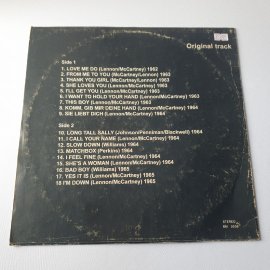 Original track
Side 1
1. LOVE ME DO (Lennon/McCartney) 1962
2. FROM ME TO YOU (McCartney/Lennon) 1963
3. THANK YOU GIRL (McCartney/Lennon) 1963
4. SHE LOVES YOU (Lennon/McCartney) 1963
5. I'LL GET YOU (Lennon/McCartney) 1963
6. I WANT TO HOLD YOUR HAND (Lennon/McCartney) 1963
7. THIS BOY (Lennon/McCartney) 1963
8. KOMM, GIB MIR DEINE HAND (Lennon/McCartney) 1964
9. SIE LIEBT DICH (Lennon/McCartney) 1964
Side 2
10. LONG TALL SALLY (Johnson/Penniman/Blackwell) 1964
11. I CALL YOUR NAME (Lennon/McCartney) 1964
12. SLOW DOWN (Williams) 1964
13. MATCHBOX (Perkins) 1964
14. I FEEL FINE (Lennon/McCartney) 1964
15. SHE'S A WOMAN (Lennon/McCartney) 1964
16. BAD BOY (Williams) 1965
17. YES IT IS (Lennon/McCartney) 1965
18 I'M DOWN (Lennon/McCartney) 1965
STEREO